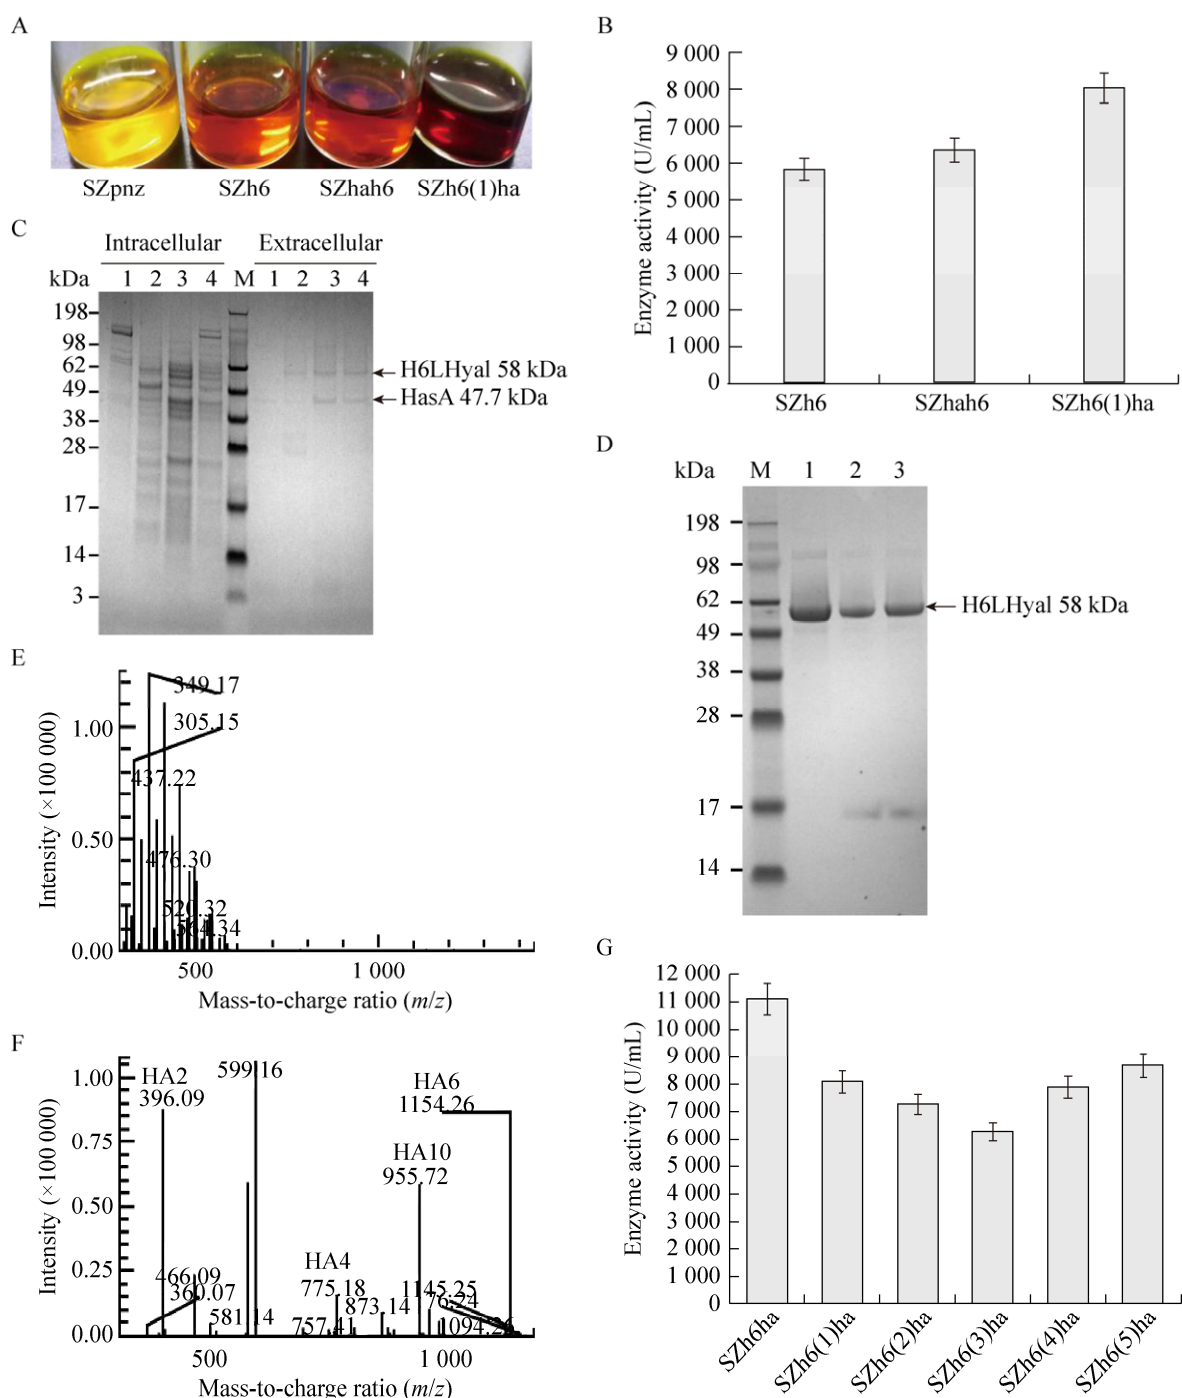 A
SZpnz SZh6 SZhah6 SZh6(1)ha
B
Enzyme activity (U/mL)
9 000
8 000
7 000
6 000
5 000
4 000
3 000
2 000
1 000
0
SZh6 SZhah6 SZh6(1)ha
C
Intracellular Extracellular
kDa 1 2 3 4 M 1 2 3 4
198
98
62
49
38
28
17
14
3
H6LHyal 58 kDa
HasA 47.7 kDa
D
kDa M 1 2 3
198
98
62
49
38
28
17
14
H6LHyal 58 kDa
E
Intensity (×100 000)
1.00
0.50
0.00
349.17
305.15
437.22
476.30
520.32
564.34
500 1 000
Mass-to-charge ratio (m/z)
F
Intensity (×100 000)
1.00
0.75
0.50
0.25
0.00
HA2
396.09
599.16
HA6
1154.26
HA10
955.72
HA4
775.18
466.09
360.07
581.14
757.41
873.14
1145.25
1094.26
500 1 000
Mass-to-charge ratio (m/z)
G
Enzyme activity (U/mL)
12 000
11 000
10 000
9 000
8 000
7 000
6 000
5 000
4 000
3 000
2 000
1 000
0
SZh6ha SZh6(1)ha SZh6(2)ha SZh6(3)ha SZh6(4)ha SZh6(5)ha